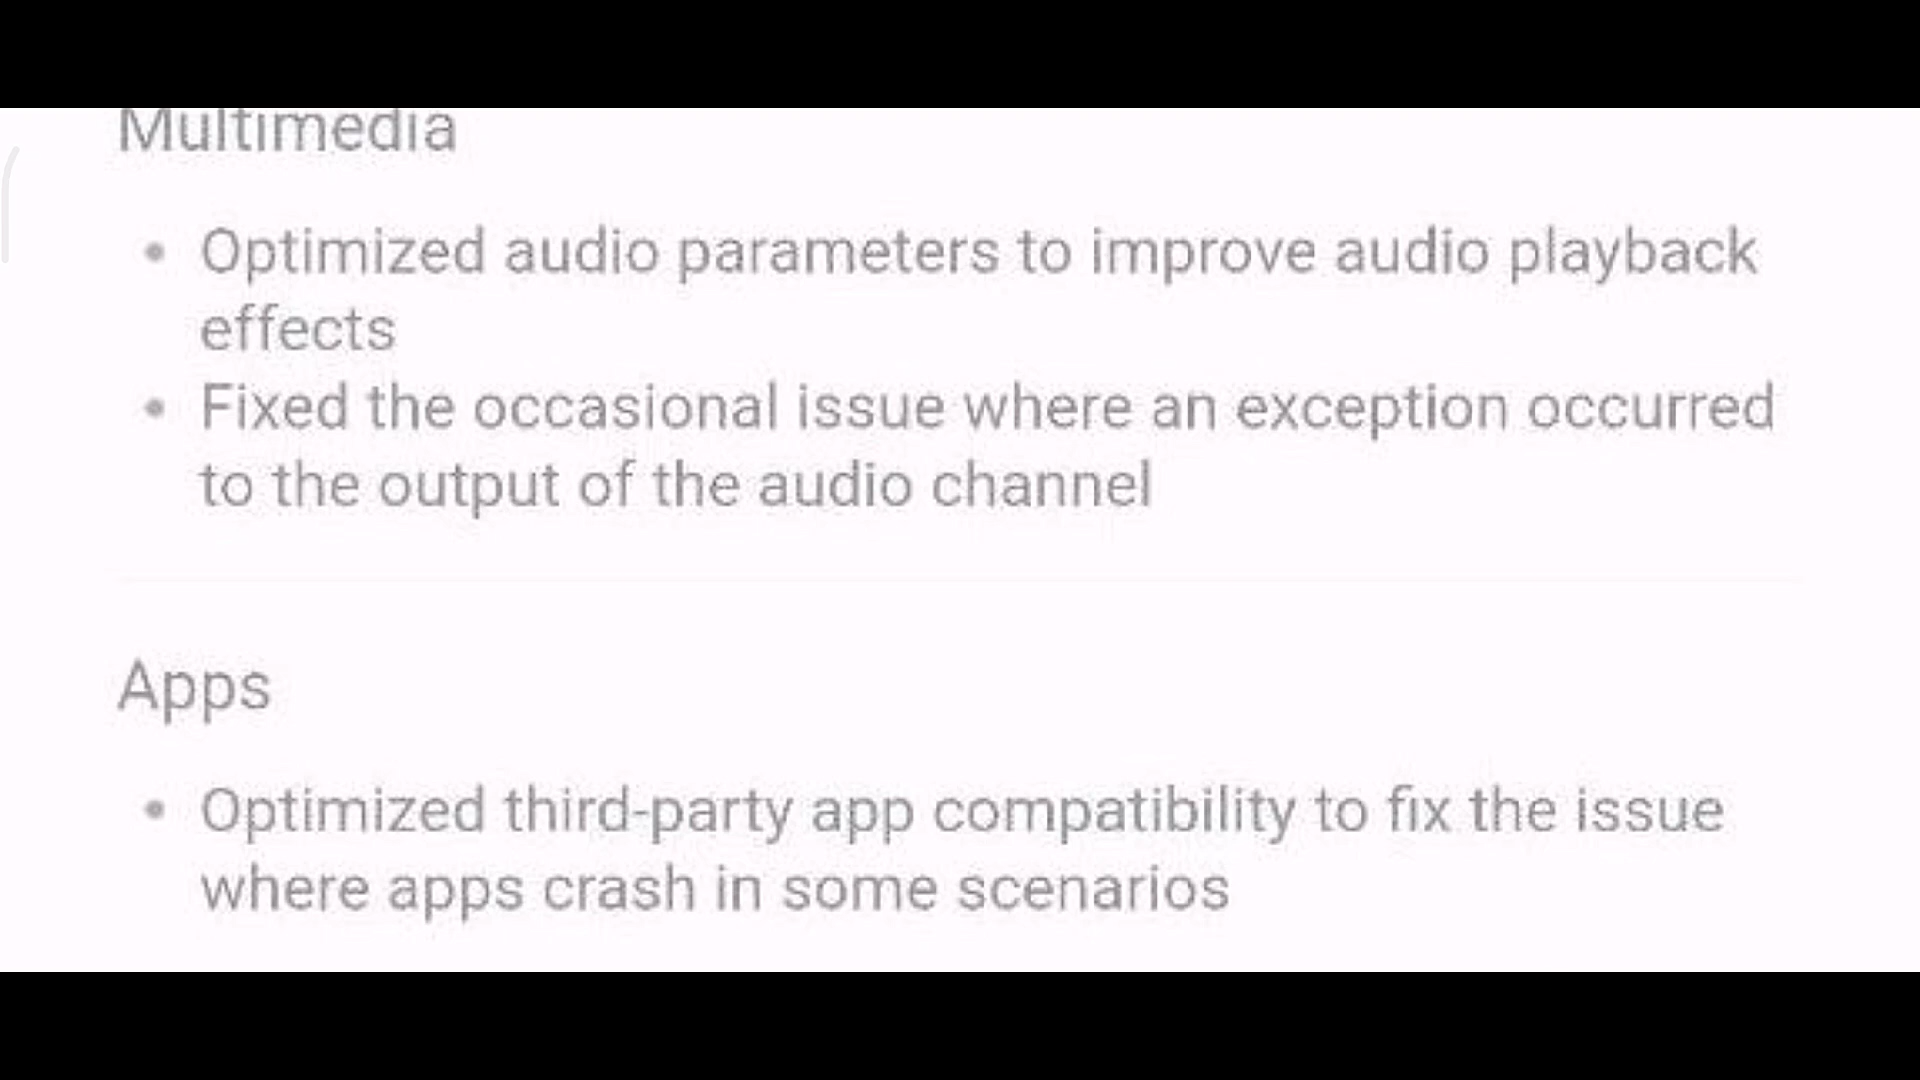 Multimedia
• Optimized audio parameters to improve audio playback
effects
• Fixed the occasional issue where an exception occurred
to the output of the audio channel
Apps
• Optimized third-party app compatibility to fix the issue
where apps crash in some scenarios